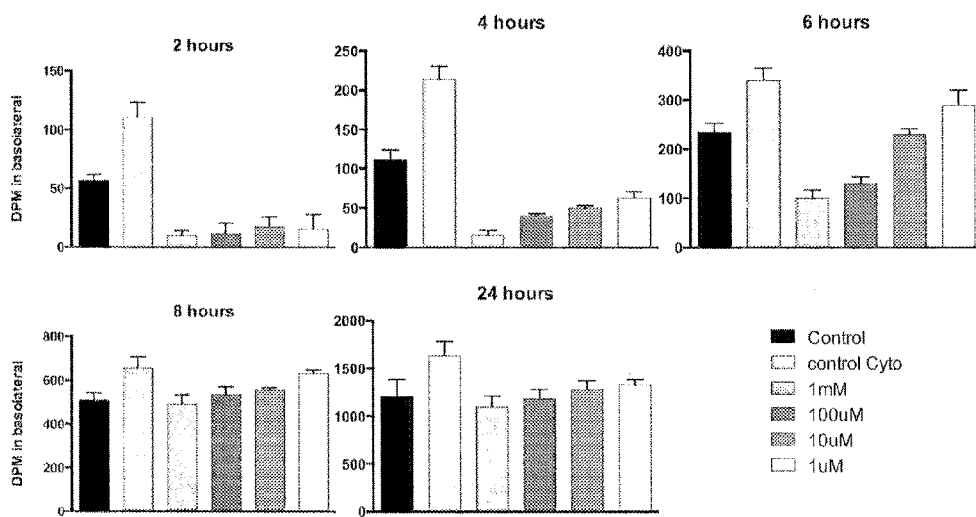 2 hours
DPM in basolateral
150
100
50
0
4 hours
250
200
150
100
50
0
6 hours
400
300
200
100
0
8 hours
DPM in basolateral
800
600
400
200
0
24 hours
2000
1500
1000
500
0
Control
control Cyto
1mM
100uM
10uM
1uM